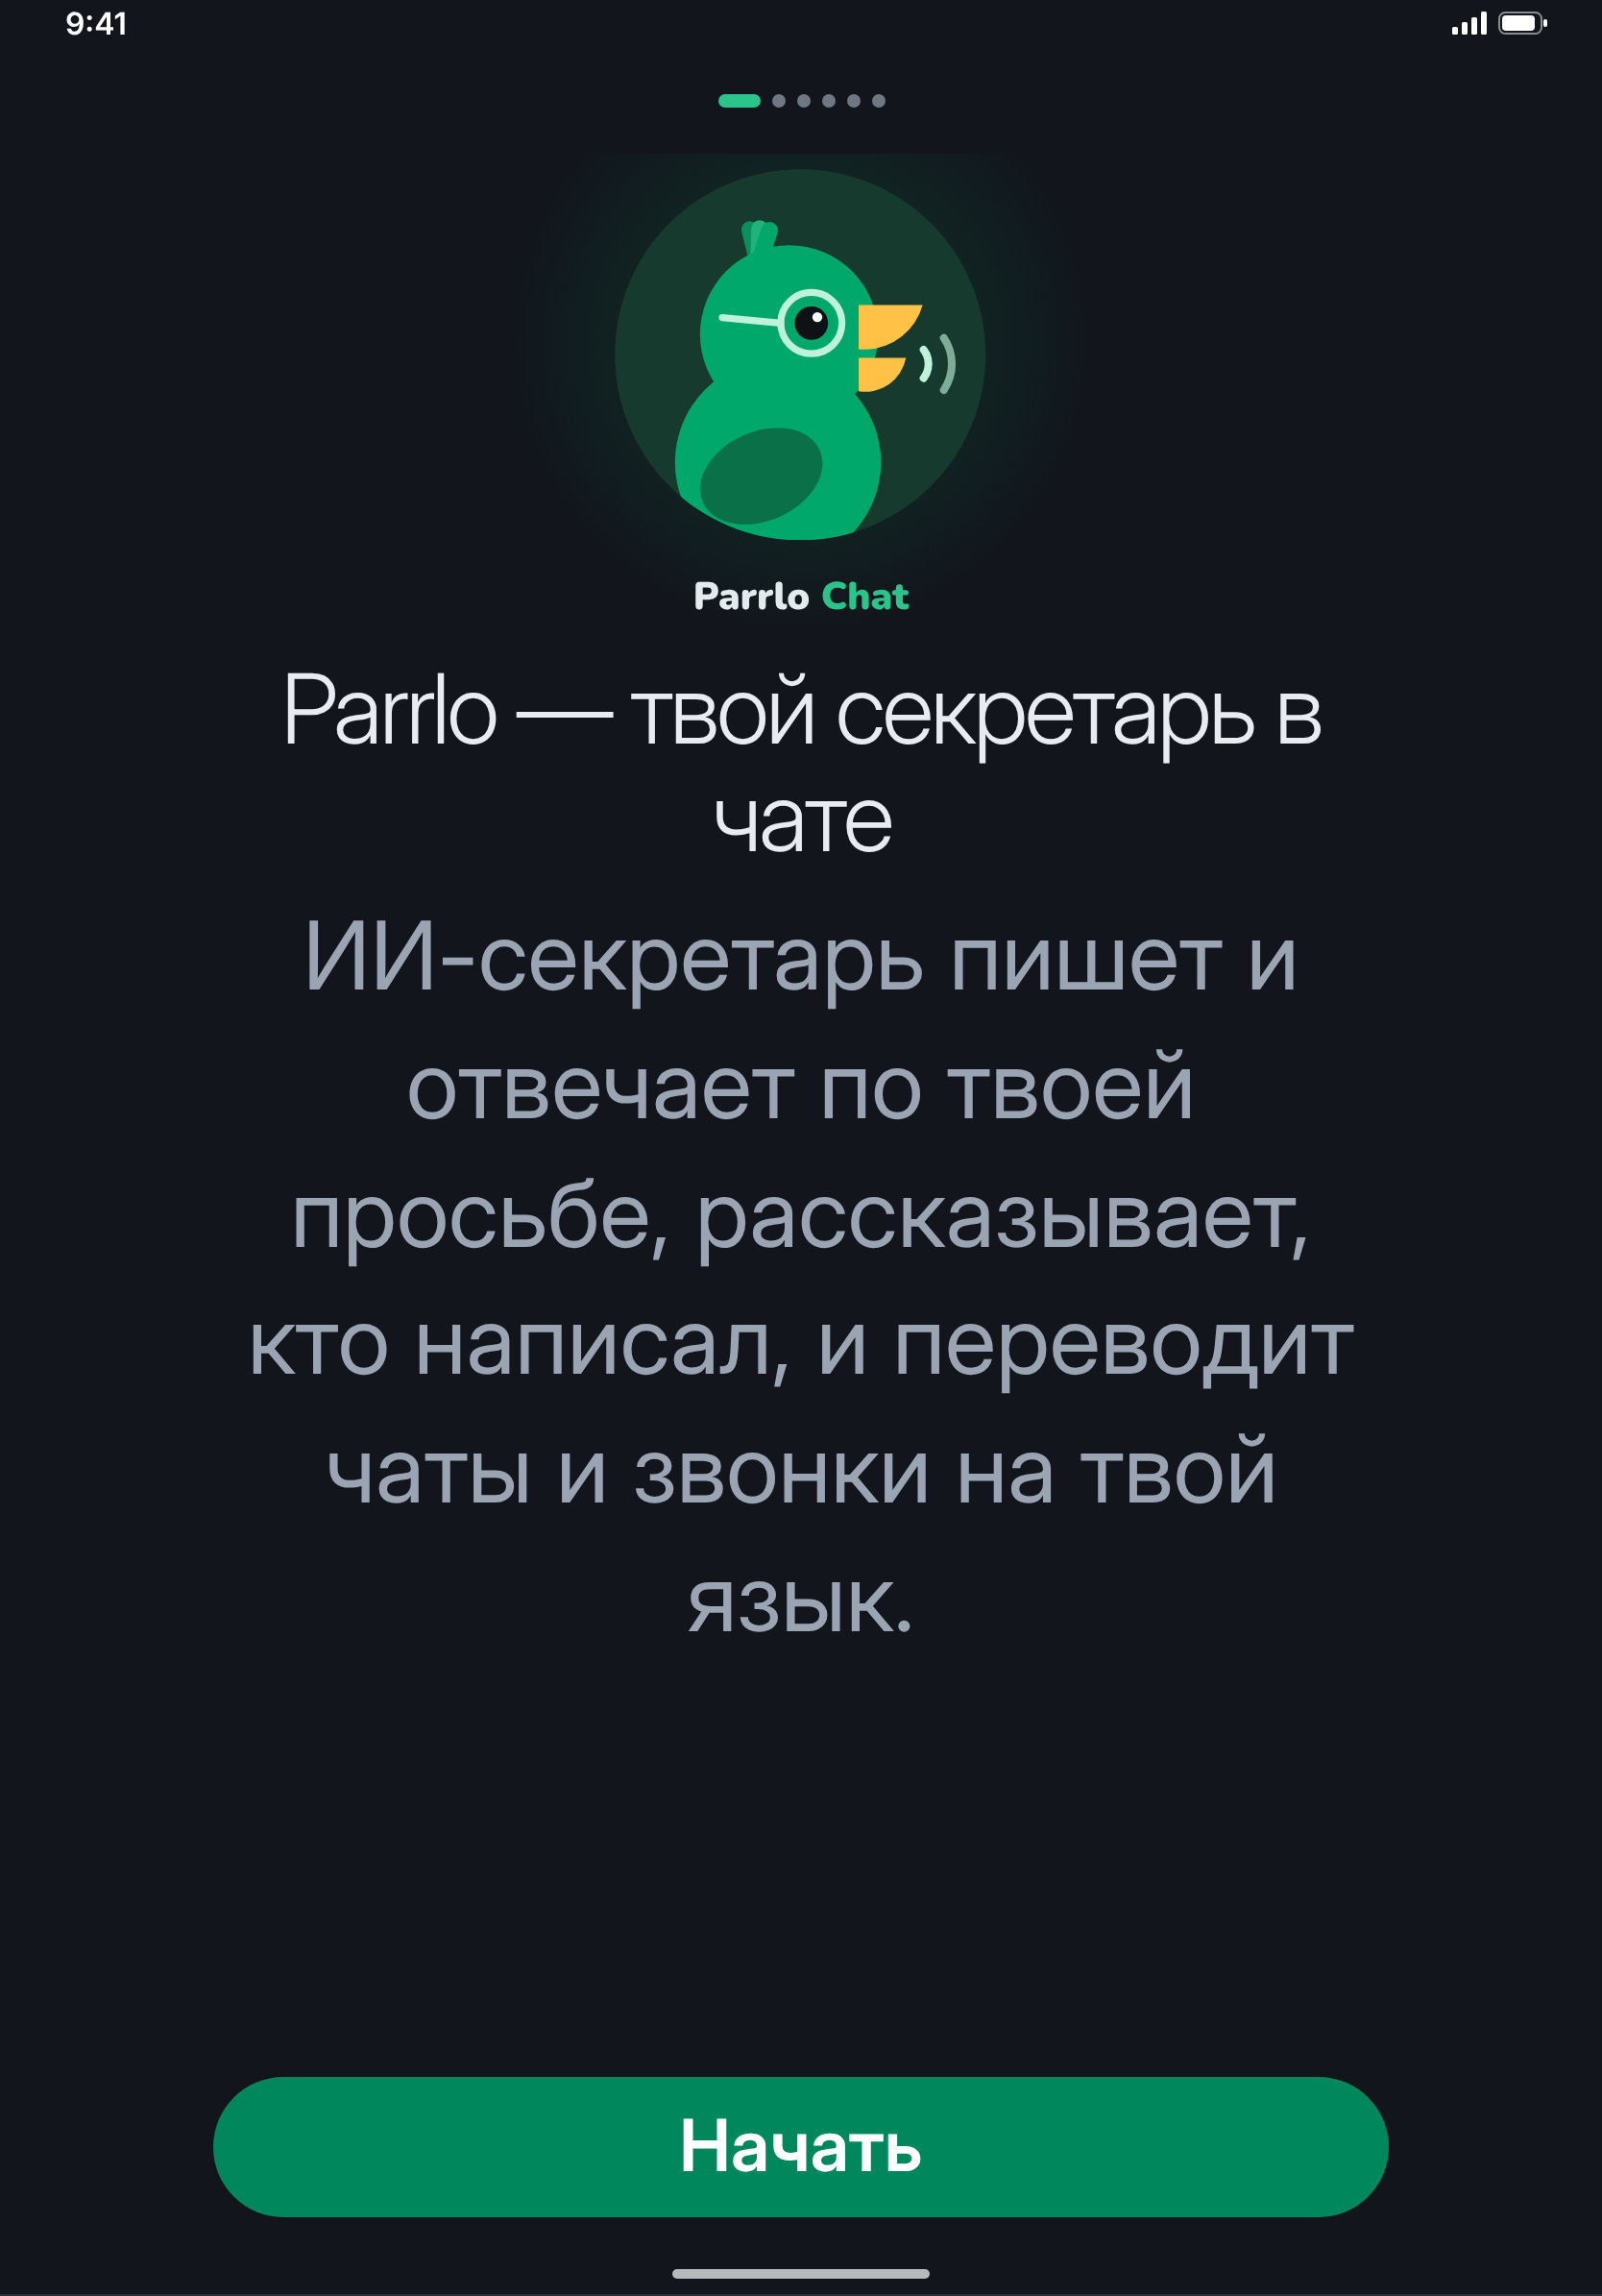 9:41
Parrlo Chat
Parrlo — твой секретарь в
чате
ИИ-секретарь пишет и
отвечает по твоей
просьбе, рассказывает,
кто написал, и переводит
чаты и звонки на твой
язык.
Начать